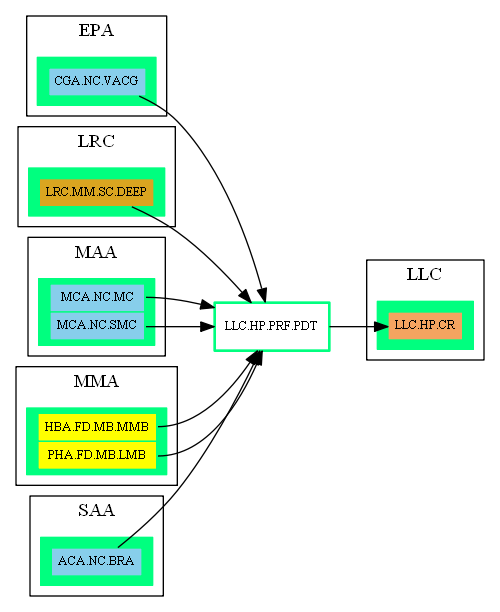 EPA
CGA.NC.VACG
LRC
LRC.MM.SC.DEEP
MAA
MCA.NC.MC
MCA.NC.SMC
MMA
HBA.FD.MB.MMB
PHA.FD.MB.LMB
SAA
ACA.NC.BRA
LLC.HP.PRF.PDT
LLC
LLC.HP.CR